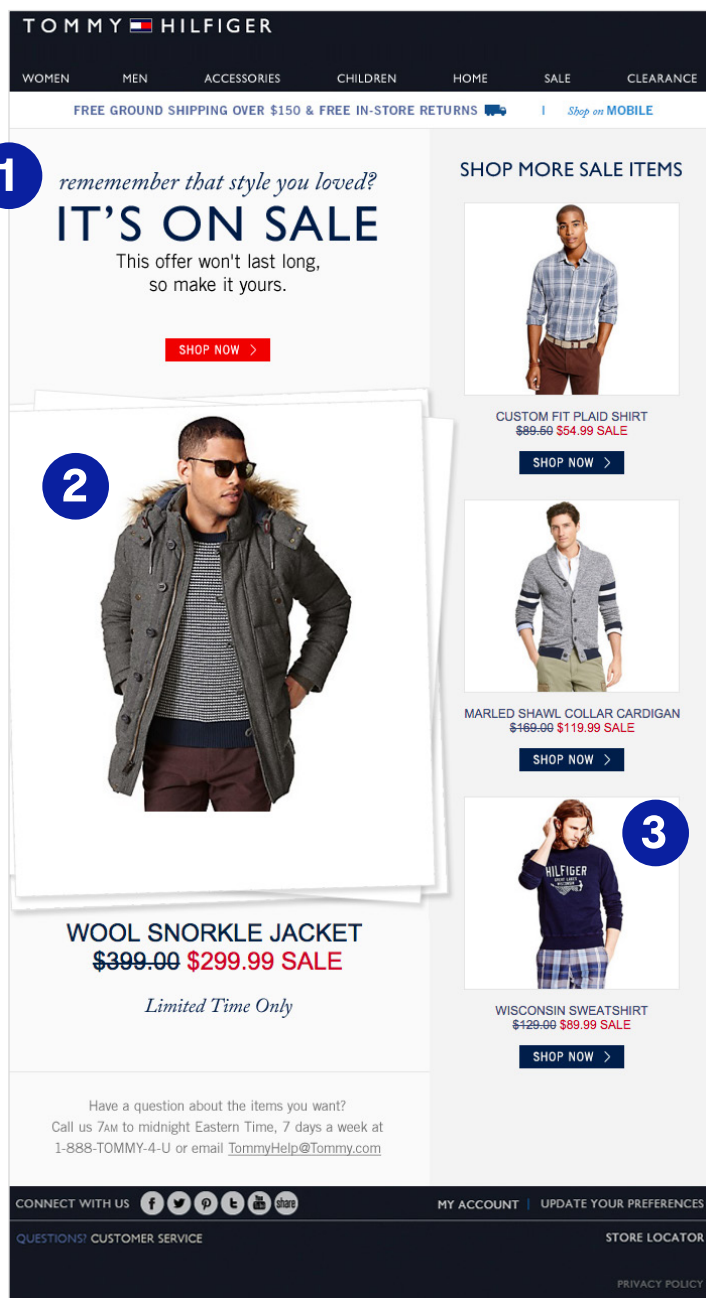 TOMMY HILFIGER
WOMEN MEN ACCESSORIES CHILDREN HOME SALE CLEARANCE
FREE GROUND SHIPPING OVER $150 & FREE IN-STORE RETURNS | Shop on MOBILE
1
rememember that style you loved?
IT'S ON SALE
This offer won't last long,
so make it yours.
SHOP NOW >
2
WOOL SNORKLE JACKET
$399.00 $299.99 SALE
Limited Time Only
SHOP MORE SALE ITEMS
CUSTOM FIT PLAID SHIRT
$89.50 $54.99 SALE
SHOP NOW >
MARLED SHAWL COLLAR CARDIGAN
$169.00 $119.99 SALE
SHOP NOW >
3
HILFIGER
GREAT LAKES
WISCONSIN
WISCONSIN SWEATSHIRT
$129.00 $89.99 SALE
SHOP NOW >
Have a question about the items you want?
Call us 7AM to midnight Eastern Time, 7 days a week at
1-888-TOMMY-4-U or email TommyHelp@Tommy.com
CONNECT WITH US f t You Tube share MY ACCOUNT | UPDATE YOUR PREFERENCES
QUESTIONS? CUSTOMER SERVICE STORE LOCATOR
PRIVACY POLICY